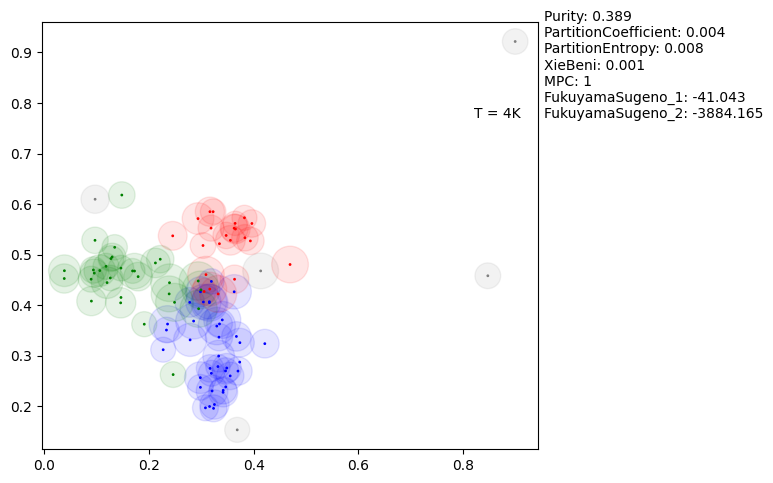 Purity: 0.389
PartitionCoefficient: 0.004
PartitionEntropy: 0.008
XieBeni: 0.001
MPC: 1
FukuyamaSugeno_1: -41.043
FukuyamaSugeno_2: -3884.165
T = 4K
0.9
0.8
0.7
0.6
0.5
0.4
0.3
0.2
0.0 0.2 0.4 0.6 0.8